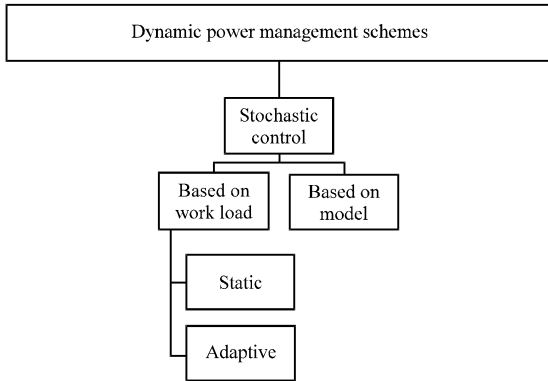 Dynamic power management schemes
Stochastic
control
Based on
work load
Based on
model
Static
Adaptive